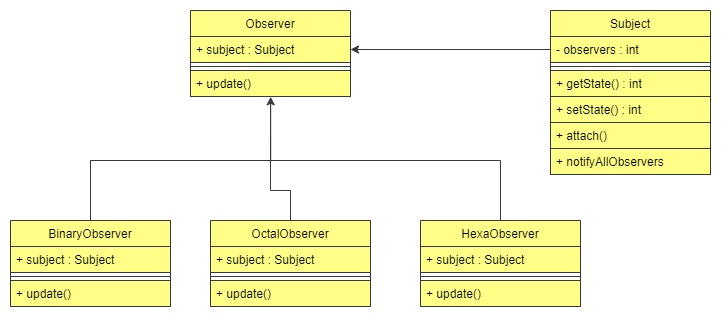 Observer
+ subject : Subject
+ update()
Subject
- observers : int
+ getState() : int
+ setState() : int
+ attach()
+ notifyAllObservers
BinaryObserver
+ subject : Subject
+ update()
OctalObserver
+ subject : Subject
+ update()
HexaObserver
+ subject : Subject
+ update()